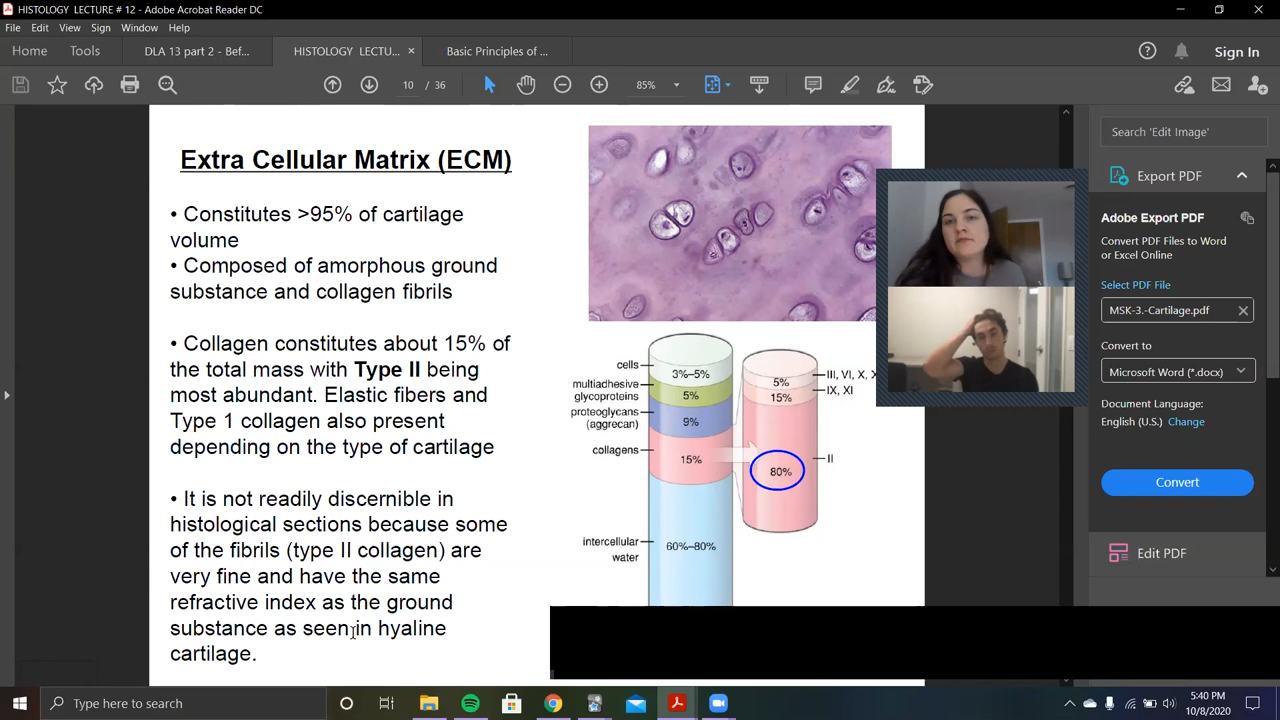 HISTOLOGY LECTURE # 12 - Adobe Acrobat Reader DC
File Edit View Sign Window Help
Home Tools DLA 13 part 2 - Bef... HISTOLOGY LECTU... × Basic Principles of ... Sign In
10 / 36 85%
Extra Cellular Matrix (ECM)
• Constitutes >95% of cartilage
volume
• Composed of amorphous ground
substance and collagen fibrils
• Collagen constitutes about 15% of
the total mass with Type II being
most abundant. Elastic fibers and
Type 1 collagen also present
depending on the type of cartilage
• It is not readily discernible in
histological sections because some
of the fibrils (type II collagen) are
very fine and have the same
refractive index as the ground
substance as seen in hyaline
cartilage.
cells
3%–5%
multiadhesive
glycoproteins
5%
proteoglycans
(aggrecan)
9%
collagens
15%
intercellular
water
60%–80%
5%
III, VI, X, X
15%
IX, XI
80%
II
Search 'Edit Image'
Export PDF
Adobe Export PDF
Convert PDF Files to Word
or Excel Online
Select PDF File
MSK-3.-Cartilage.pdf
Convert to
Microsoft Word (*.docx)
Document Language:
English (U.S.) Change
Convert
Edit PDF
Type here to search
5:40 PM
10/8/2020